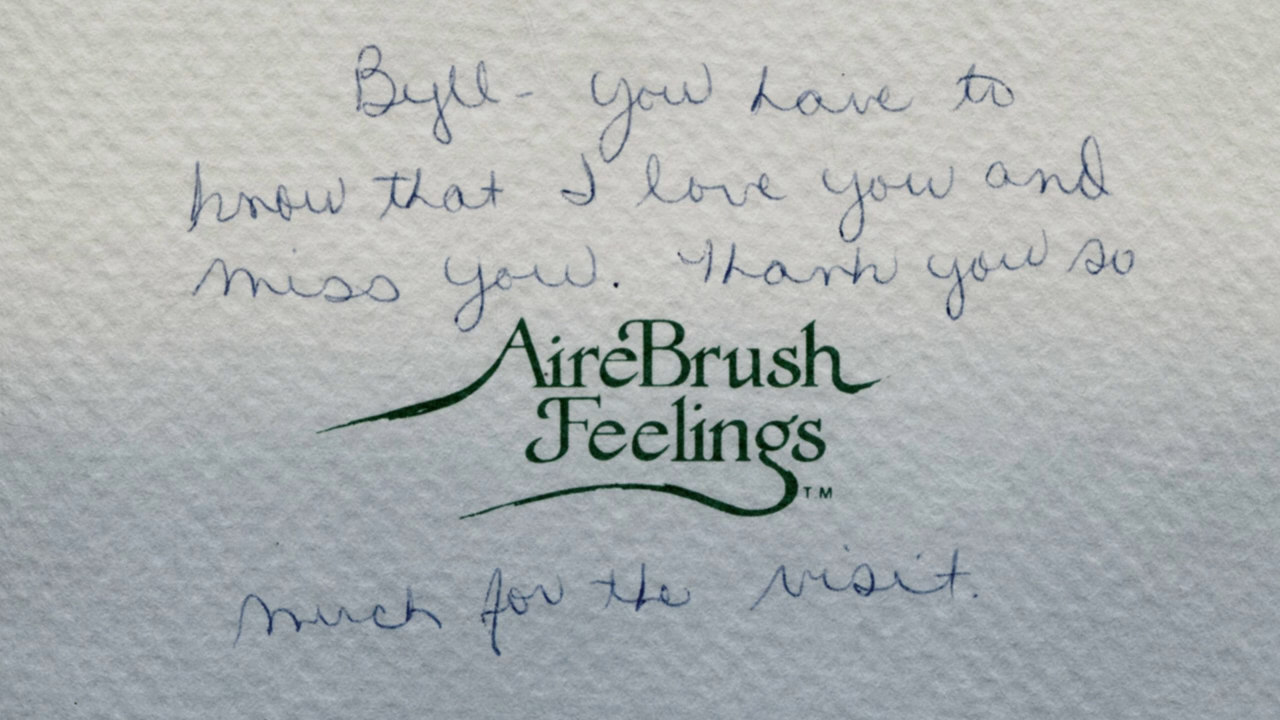 Byll - you have to
know that I love you and
miss you. Thank you so
AireBrush
Feelings
TM
much for the visit.